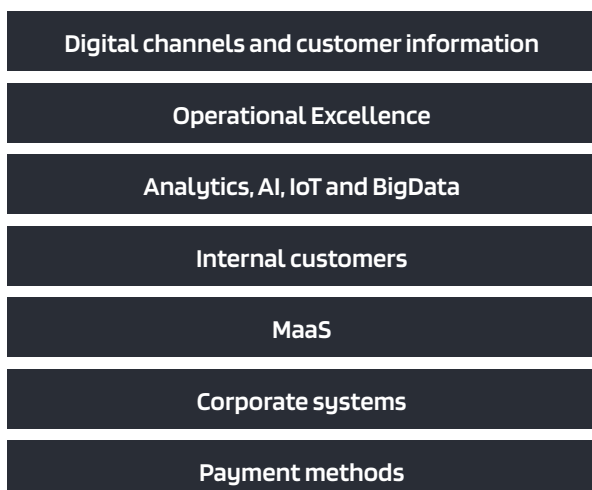 Digital channels and customer information
Operational Excellence
Analytics, AI, IoT and BigData
Internal customers
MaaS
Corporate systems
Payment methods